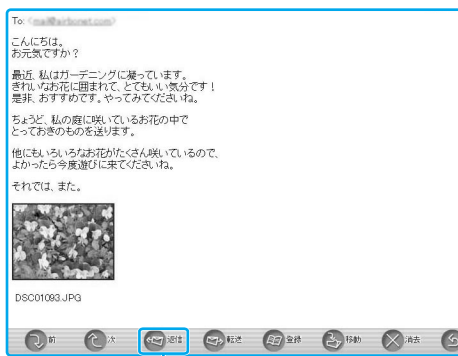 To:
こんにちは。
お元気ですか?
最近、私はガーデニングに凝っています。
きれいなお花に囲まれて、とてもいい気分です!
是非、おすすめです。やってみてくださいね。
ちょうど、私の庭に咲いているお花の中で
とっておきのものを送ります。
他にもいろいろなお花がたくさん咲いているので、
よかったら今度遊びに来てくださいね。
それでは、また。
DSC01093.JPG
前 次 返信 転送 登録 移動 消去